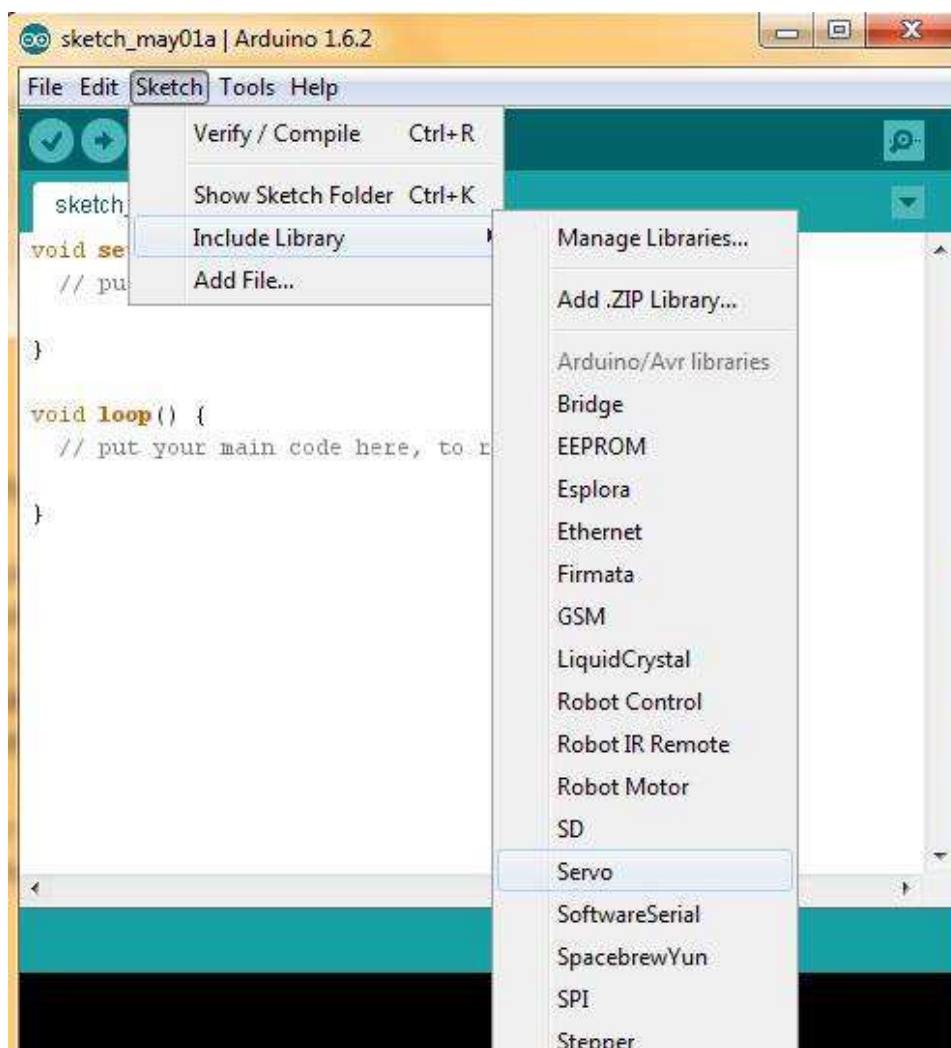 sketch_may01a | Arduino 1.6.2
File Edit Sketch Tools Help
Verify / Compile Ctrl+R
Show Sketch Folder Ctrl+K
Include Library
Add File...
sketch_
void se
// pu
}
void loop() {
// put your main code here, to r
}
Manage Libraries...
Add .ZIP Library...
Arduino/Avr libraries
Bridge
EEPROM
Esplora
Ethernet
Firmata
GSM
LiquidCrystal
Robot Control
Robot IR Remote
Robot Motor
SD
Servo
SoftwareSerial
SpacebrewYun
SPI
Stepper